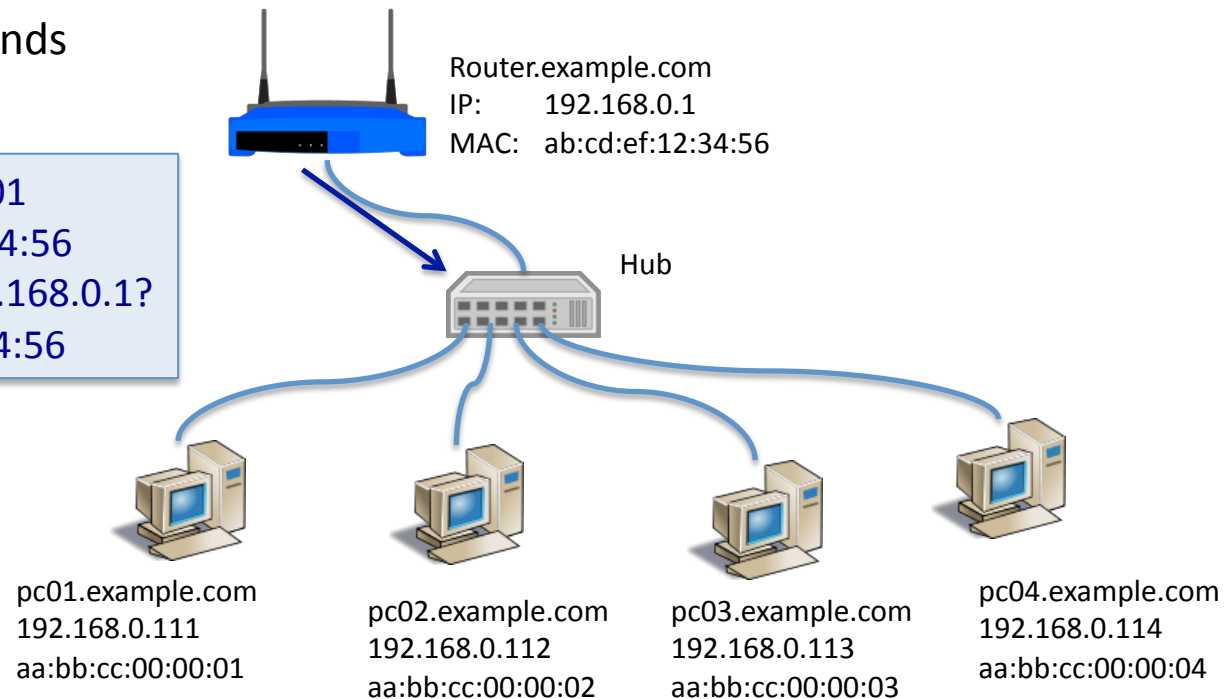 nds
Router.example.com
IP: 192.168.0.1
MAC: ab:cd:ef:12:34:56
01
4:56
.168.0.1?
4:56
Hub
pc01.example.com
192.168.0.111
aa:bb:cc:00:00:01
pc02.example.com
192.168.0.112
aa:bb:cc:00:00:02
pc03.example.com
192.168.0.113
aa:bb:cc:00:00:03
pc04.example.com
192.168.0.114
aa:bb:cc:00:00:04